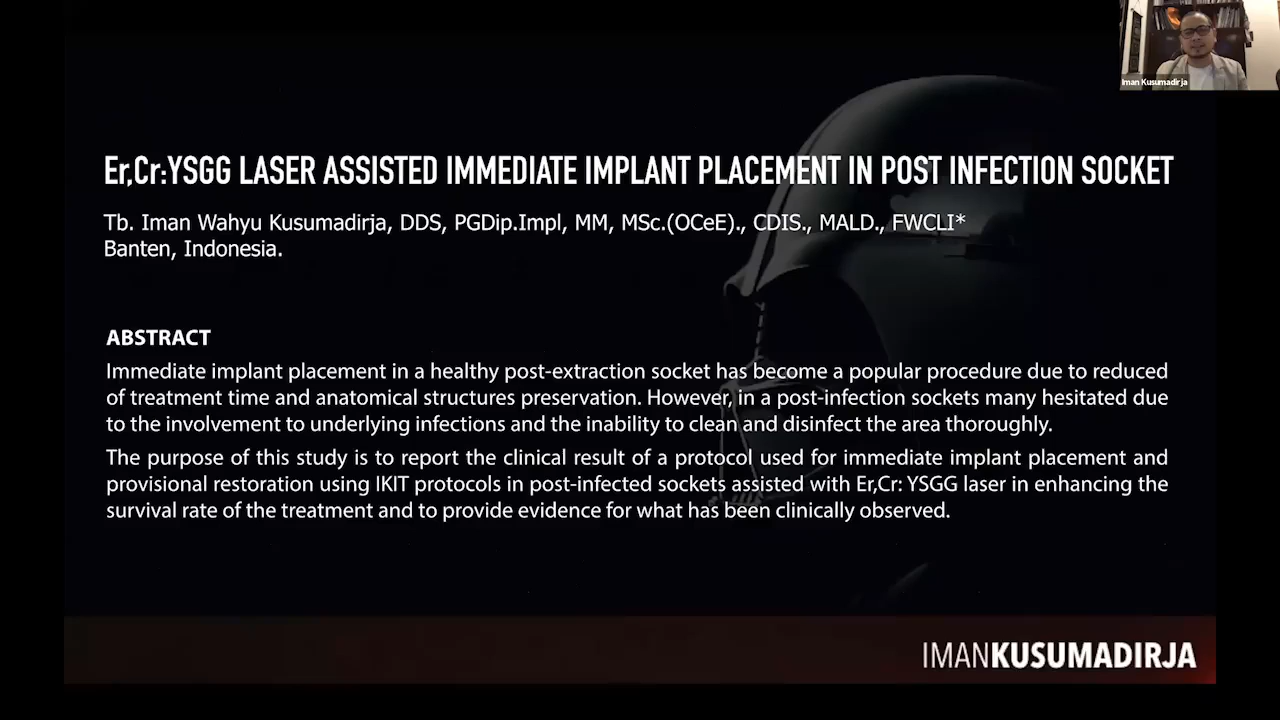 Iman Kusumadirja
Er,Cr:YSGG LASER ASSISTED IMMEDIATE IMPLANT PLACEMENT IN POST INFECTION SOCKET
Tb. Iman Wahyu Kusumadirja, DDS, PGDip.Impl, MM, MSc.(OCeE)., CDIS., MALD., FWCLI*
Banten, Indonesia.
ABSTRACT
Immediate implant placement in a healthy post-extraction socket has become a popular procedure due to reduced
of treatment time and anatomical structures preservation. However, in a post-infection sockets many hesitated due
to the involvement to underlying infections and the inability to clean and disinfect the area thoroughly.
The purpose of this study is to report the clinical result of a protocol used for immediate implant placement and
provisional restoration using IKIT protocols in post-infected sockets assisted with Er,Cr: YSGG laser in enhancing the
survival rate of the treatment and to provide evidence for what has been clinically observed.
IMANKUSUMADIRJA